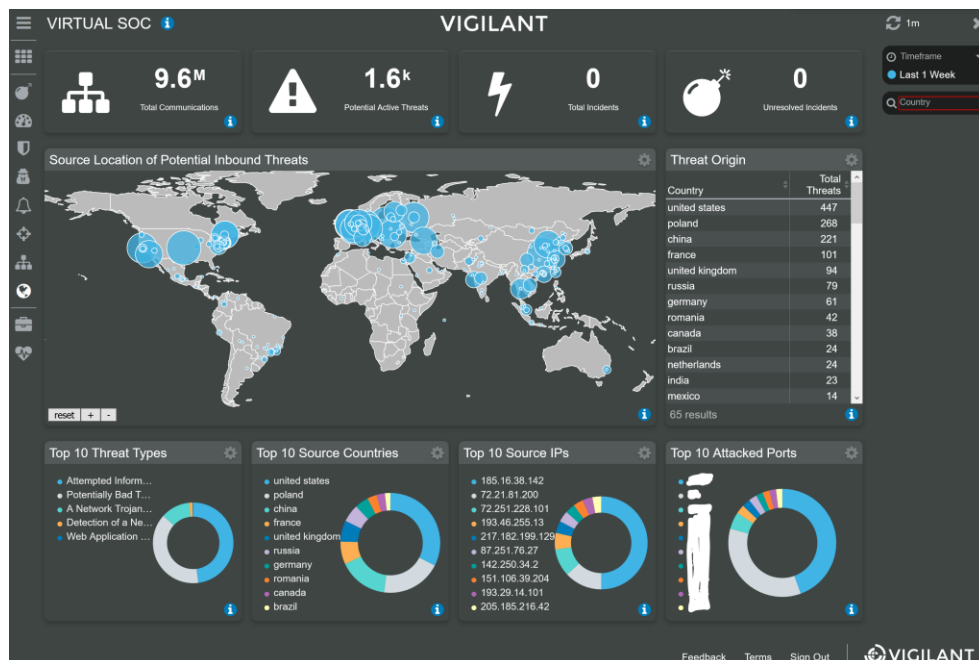 VIRTUAL SOC
VIGILANT
1m
9.6M
Total Communications
1.6k
Potential Active Threats
0
Total Incidents
0
Unresolved Incidents
Timeframe
Last 1 Week
Country
Source Location of Potential Inbound Threats
reset + -
Threat Origin
Country Total Threats
united states 447
poland 268
china 221
france 101
united kingdom 94
russia 79
germany 61
romania 42
canada 38
brazil 24
netherlands 24
india 23
mexico 14
65 results
Top 10 Threat Types
Attempted Inform...
Potentially Bad T...
A Network Trojan...
Detection of a Ne...
Web Application ...
Top 10 Source Countries
united states
poland
china
france
united kingdom
russia
germany
romania
canada
brazil
Top 10 Source IPs
185.16.38.142
72.21.81.200
72.251.228.101
193.46.255.13
217.182.199.129
87.251.76.27
142.250.34.2
151.106.39.204
193.29.14.101
205.185.216.42
Top 10 Attacked Ports
Feedback Terms Sign Out
VIGILANT